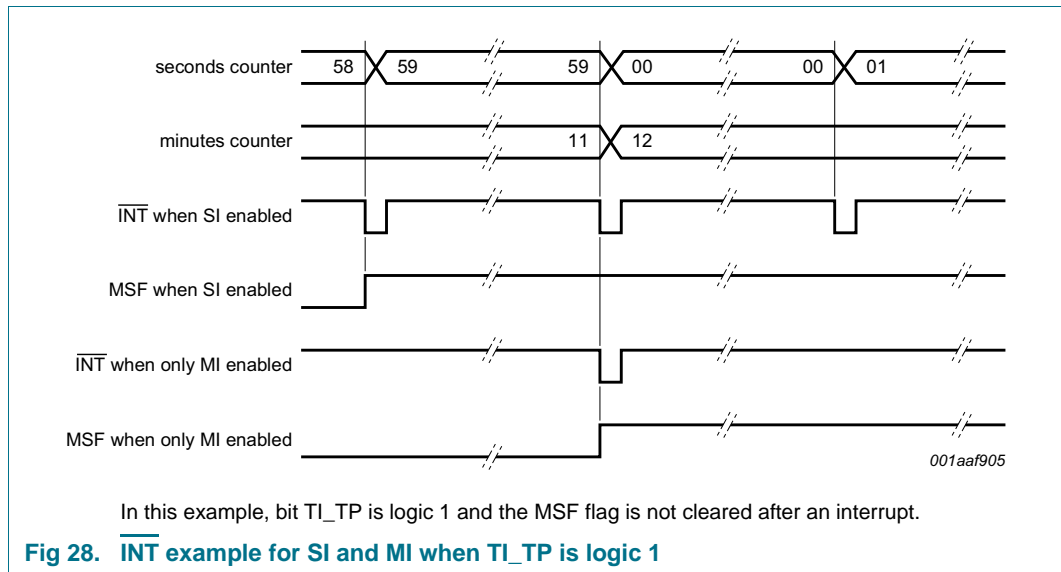 seconds counter 58 59 59 00 00 01
minutes counter 11 12
INT when SI enabled
MSF when SI enabled
INT when only MI enabled
MSF when only MI enabled
001aaf905
In this example, bit TI_TP is logic 1 and the MSF flag is not cleared after an interrupt.
Fig 28. INT example for SI and MI when TI_TP is logic 1